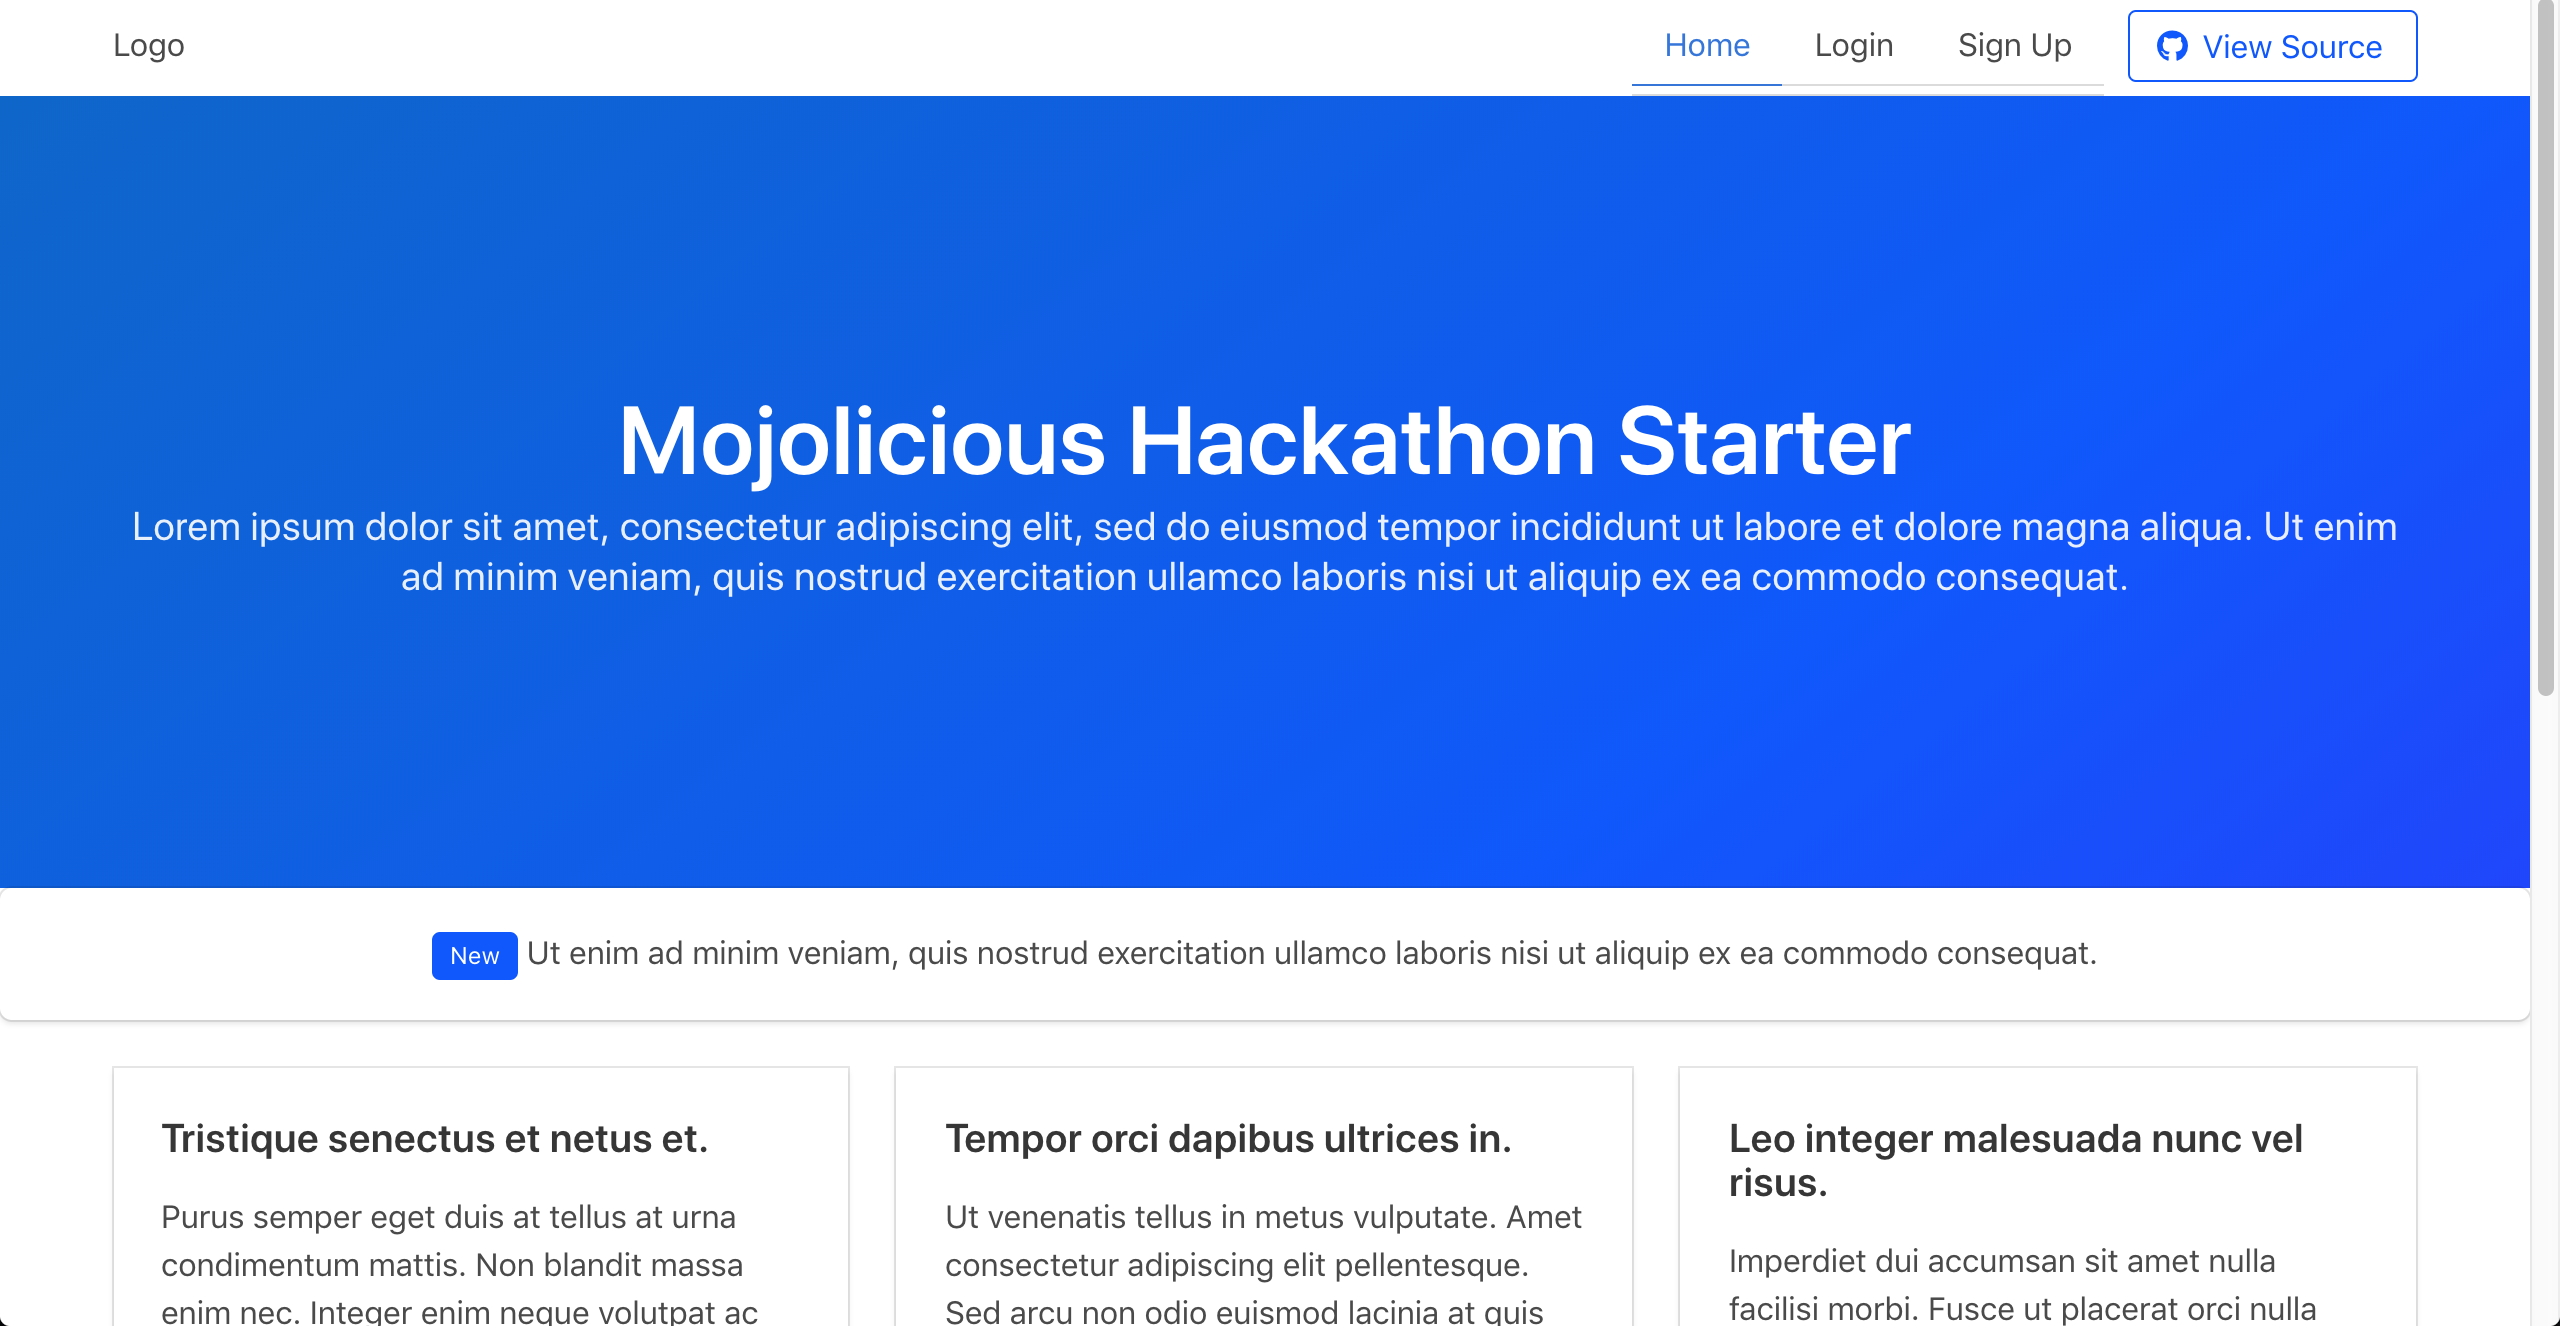 Logo
Home Login Sign Up View Source
Mojolicious Hackathon Starter
Lorem ipsum dolor sit amet, consectetur adipiscing elit, sed do eiusmod tempor incididunt ut labore et dolore magna aliqua. Ut enim
ad minim veniam, quis nostrud exercitation ullamco laboris nisi ut aliquip ex ea commodo consequat.
New Ut enim ad minim veniam, quis nostrud exercitation ullamco laboris nisi ut aliquip ex ea commodo consequat.
Tristique senectus et netus et.
Purus semper eget duis at tellus at urna
condimentum mattis. Non blandit massa
enim nec. Integer enim neque volutpat ac
Tempor orci dapibus ultrices in.
Ut venenatis tellus in metus vulputate. Amet
consectetur adipiscing elit pellentesque.
Sed arcu non odio euismod lacinia at quis
Leo integer malesuada nunc vel
risus.
Imperdiet dui accumsan sit amet nulla
facilisi morbi. Fusce ut placerat orci nulla